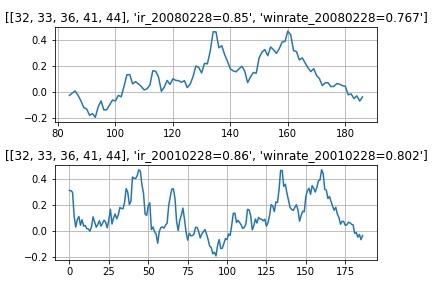 [[32, 33, 36, 41, 44], 'ir_20080228=0.85', 'winrate_20080228=0.767']
0.4
0.2
0.0
−0.2
80 100 120 140 160 180
[[32, 33, 36, 41, 44], 'ir_20010228=0.86', 'winrate_20010228=0.802']
0.4
0.2
0.0
−0.2
0 25 50 75 100 125 150 175